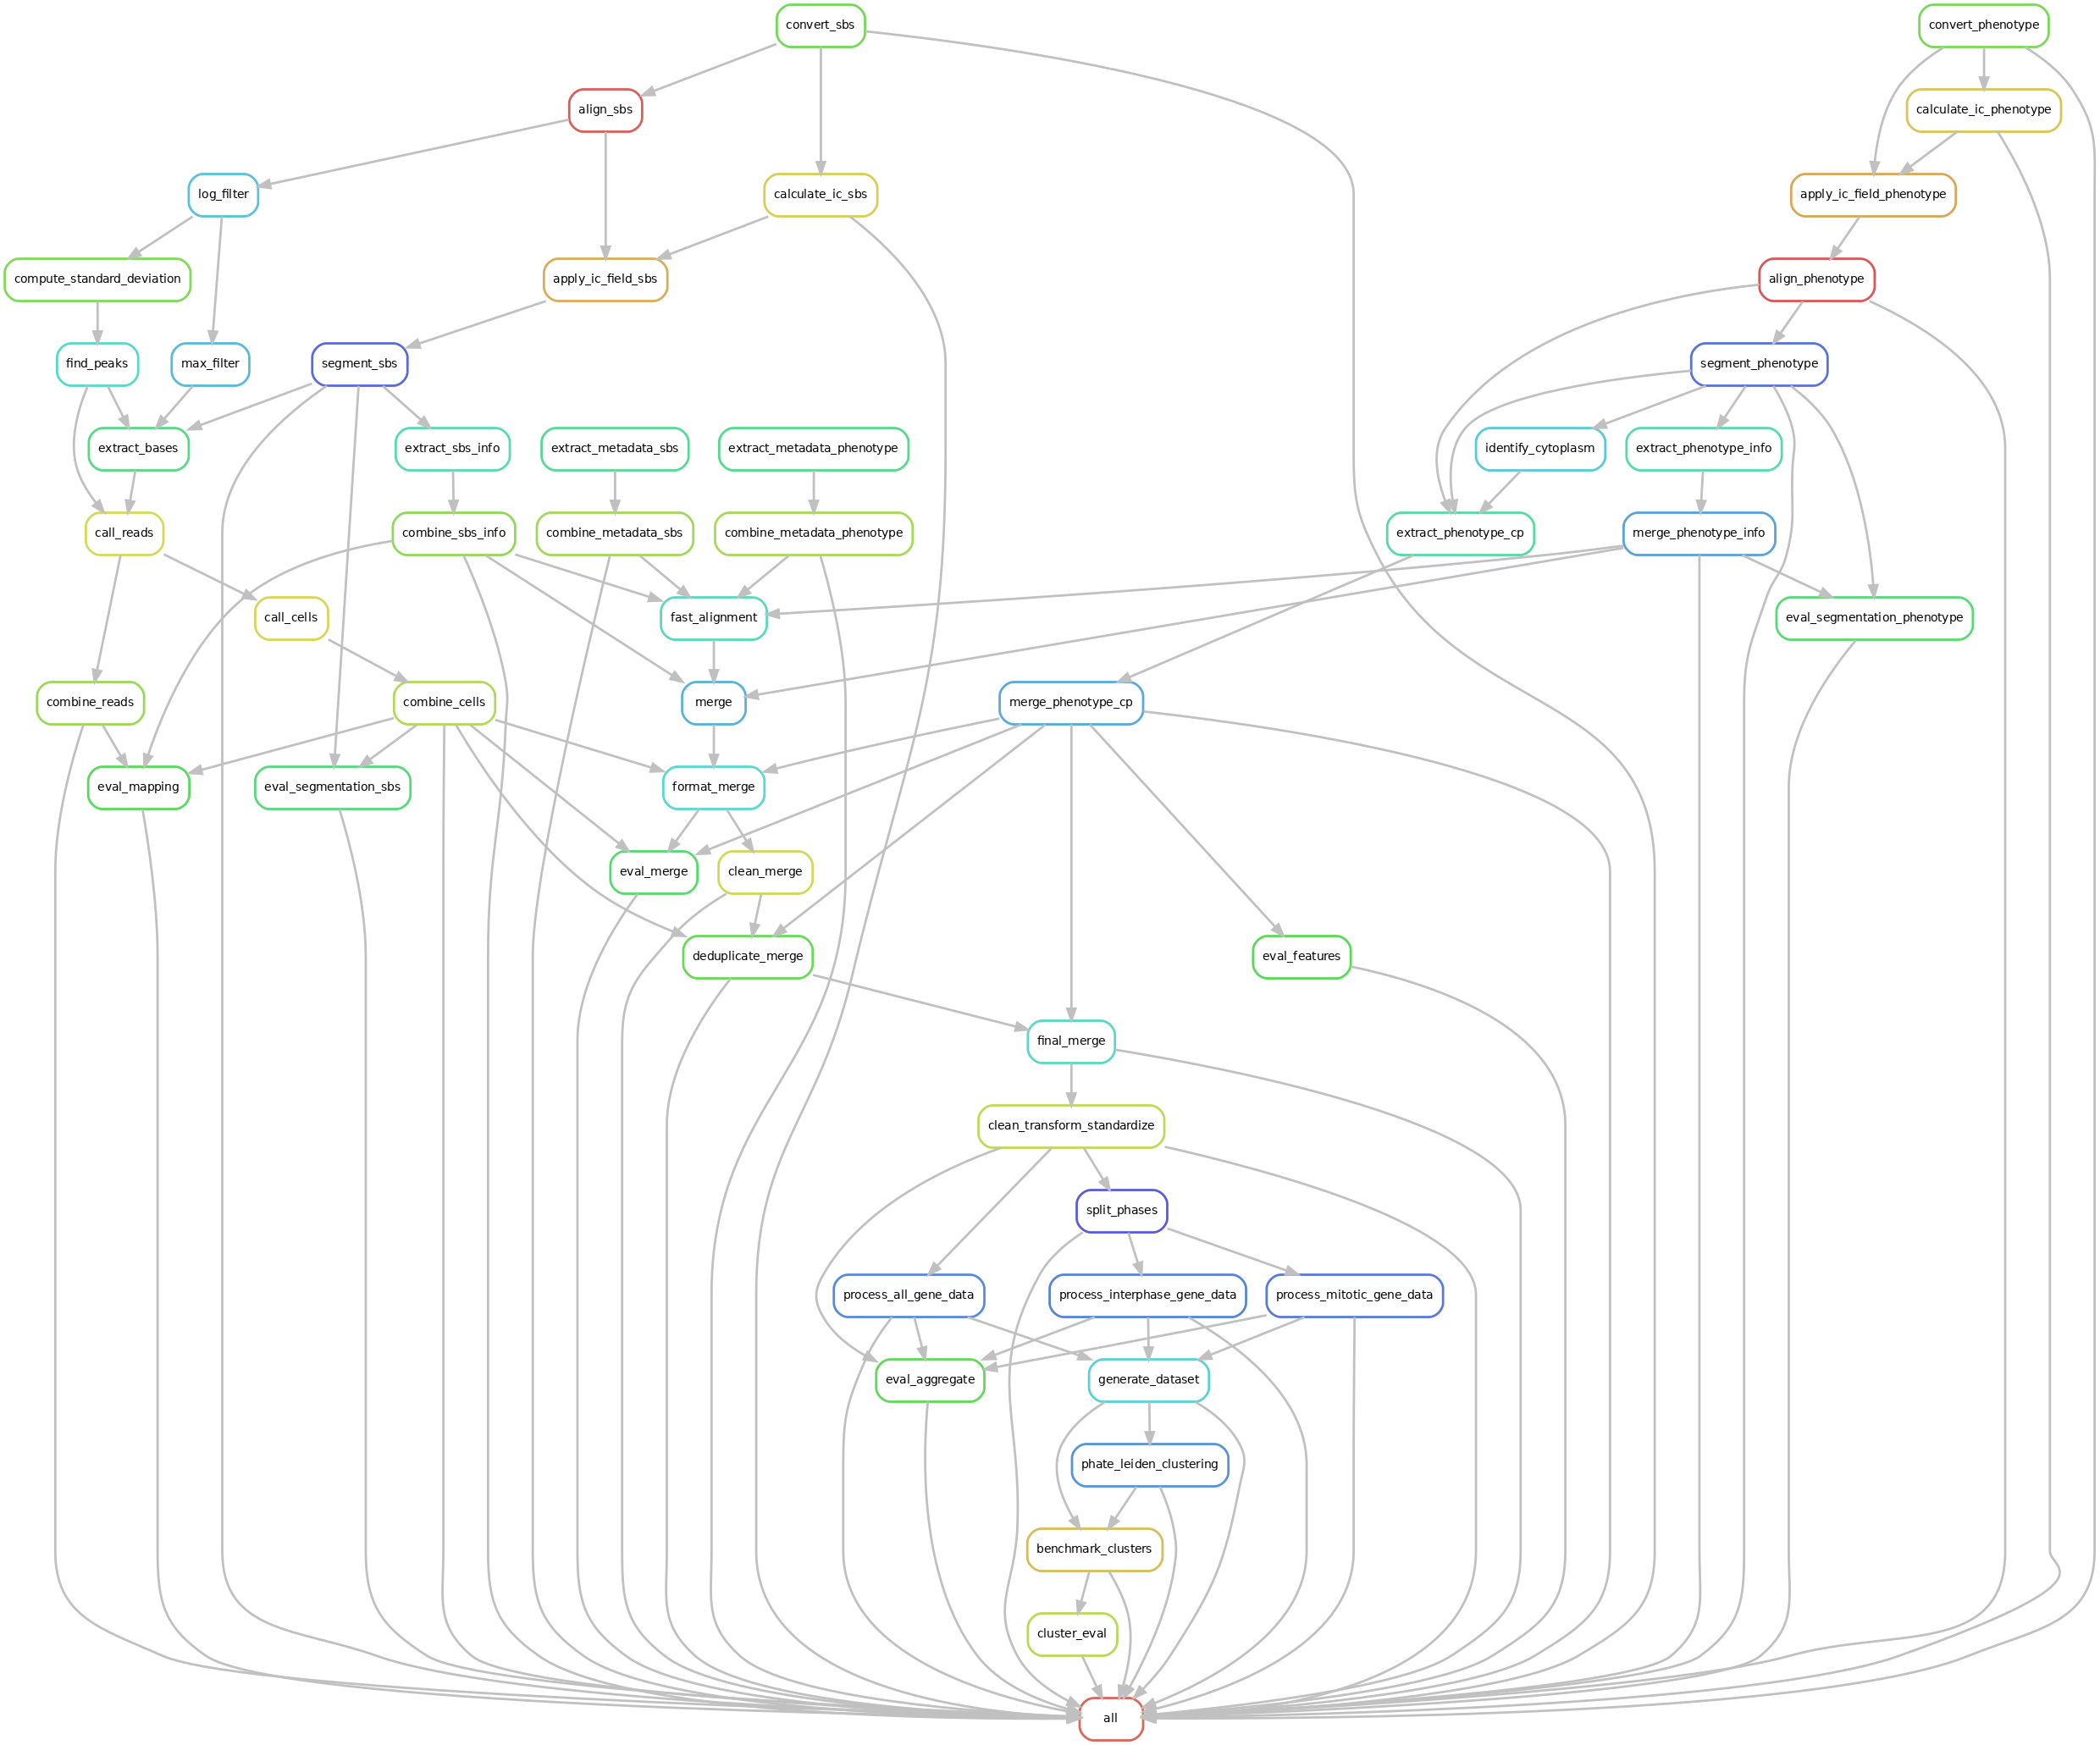 convert_sbs
convert_phenotype
align_sbs
calculate_ic_phenotype
log_filter
calculate_ic_sbs
apply_ic_field_phenotype
compute_standard_deviation
apply_ic_field_sbs
align_phenotype
find_peaks
max_filter
segment_sbs
segment_phenotype
extract_bases
extract_sbs_info
extract_metadata_sbs
extract_metadata_phenotype
identify_cytoplasm
extract_phenotype_info
call_reads
combine_sbs_info
combine_metadata_sbs
combine_metadata_phenotype
extract_phenotype_cp
merge_phenotype_info
call_cells
fast_alignment
eval_segmentation_phenotype
combine_reads
combine_cells
merge
merge_phenotype_cp
eval_mapping
eval_segmentation_sbs
format_merge
eval_merge
clean_merge
deduplicate_merge
eval_features
final_merge
clean_transform_standardize
split_phases
process_all_gene_data
process_interphase_gene_data
process_mitotic_gene_data
eval_aggregate
generate_dataset
phate_leiden_clustering
benchmark_clusters
cluster_eval
all